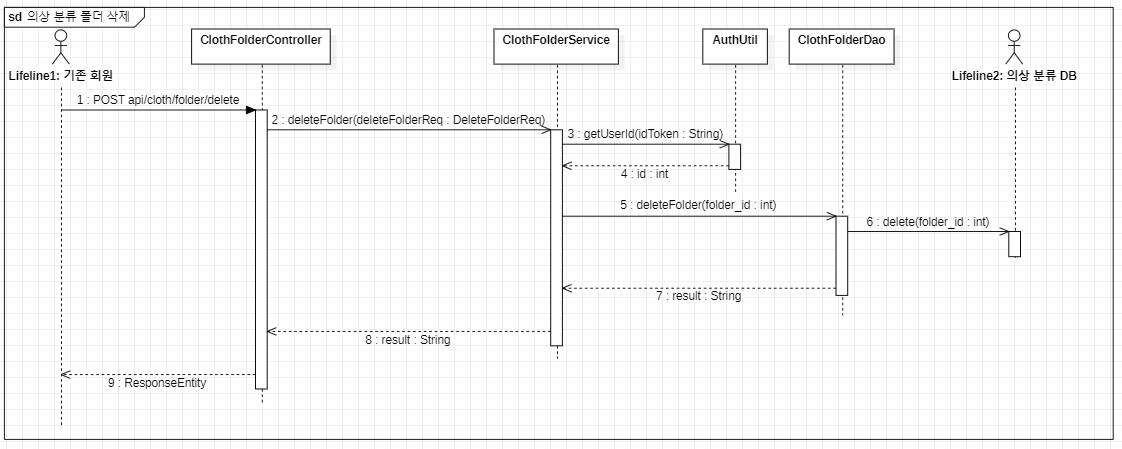 sd 의상 분류 폴더 삭제
ClothFolderController
ClothFolderService
AuthUtil
ClothFolderDao
Lifeline1: 기존 회원
Lifeline2: 의상 분류 DB
1 : POST api/cloth/folder/delete
2 : deleteFolder(deleteFolderReq : DeleteFolderReq)
3 : getUserId(idToken : String)
4 : id : int
5 : deleteFolder(folder_id : int)
6 : delete(folder_id : int)
7 : result : String
8 : result : String
9 : ResponseEntity